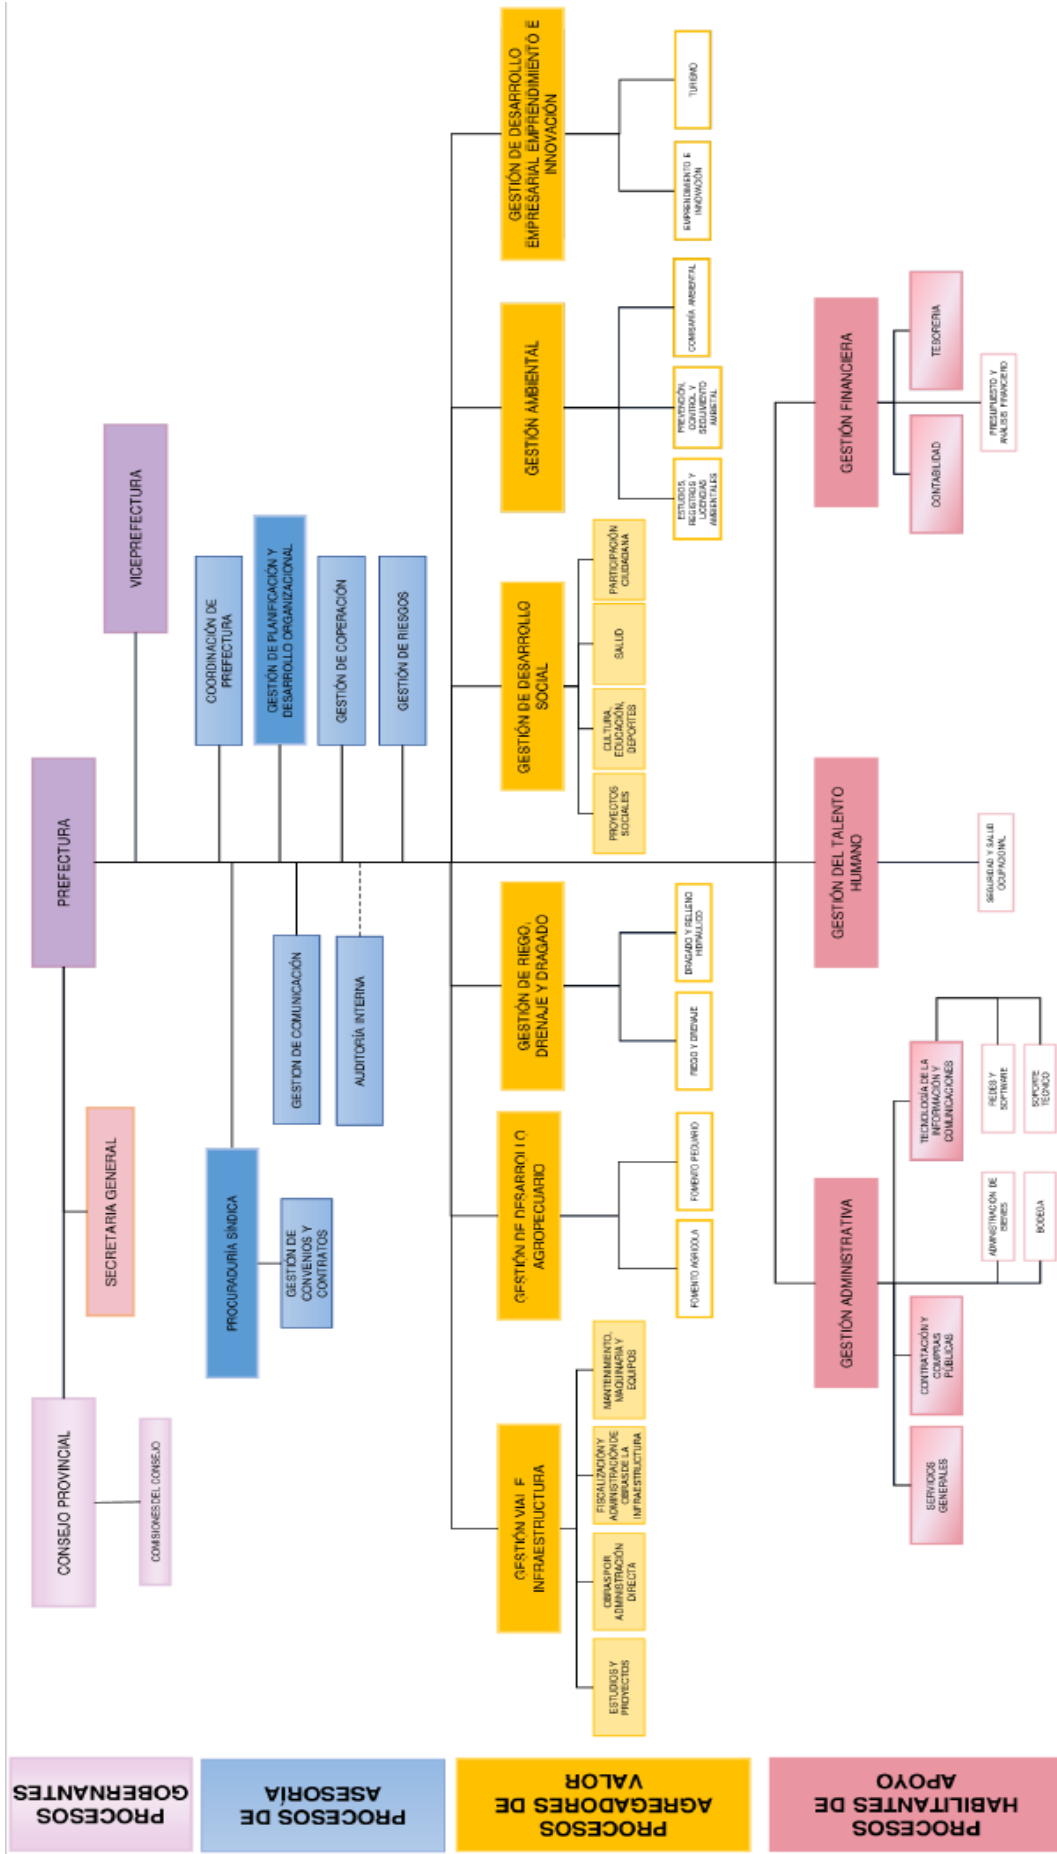 PROCESOS
GOBERNANTES
CONSEJO PROVINCIAL
COMISIONES DEL CONSEJO
SECRETARIA GENERAL
PREFECTURA
VICEPREFECTURA
PROCESOS DE
ASESORÍA
PROCURADURÍA SÍNDICA
GESTIÓN DE
CONVENIOS Y
CONTRATOS
GESTION DE COMUNICACIÓN
AUDITORÍA INTERNA
COORDINACIÓN DE
PREFECTURA
GESTIÓN DE PLANIFICACIÓN Y
DESARROLLO ORGANIZACIONAL
GESTIÓN DE COPERACIÓN
GESTIÓN DE RIESGOS
PROCESOS DE
AGREGADORES DE
VALOR
GESTIÓN VIAL E
INFRAESTRUCTURA
ESTUDIOS Y
PROYECTOS
OBRAS POR
ADMINISTRACIÓN
DIRECTA
FISCALIZACIÓN Y
ADMINISTRACIÓN DE
OBRAS DE LA
INFRAESTRUCTURA
MANTENIMIENTO,
MAQUINARIA Y
EQUIPOS
GESTIÓN DE DESARROLLO
AGROPECUARIO
FOMENTO AGRICOLA
FOMENTO PECUARIO
GESTIÓN DE RIEGO,
DRENAJE Y DRAGADO
RIEGO Y DRENAJE
DRAGADO Y RELLENO
HIDRÁULICO
GESTIÓN DE DESARROLLO
SOCIAL
PROYECTOS
SOCIALES
CULTURA,
EDUCACIÓN,
DEPORTES
SALUD
PARTICIPACIÓN
CIUDADANA
GESTIÓN AMBIENTAL
ESTUDIOS,
REGISTROS Y
LICENCIAS
AMBIENTALES
PREVENCIÓN,
CONTROL Y
SEGUIMIENTO
AMBIETAL
COMISARÍA AMBIENTAL
GESTIÓN DE DESARROLLO
EMPRESARIAL EMPRENDIMIENTO E
INNOVACIÓN
EMPRENDIMIENTO E
INNOVACIÓN
TURISMO
PROCESOS
HABILITANTES DE
APOYO
GESTIÓN ADMINISTRATIVA
SERVICIOS
GENERALES
CONTRATACIÓN Y
COMPRAS
PÚBLICAS
ADMINISTRACIÓN DE
BIENES
BODEGA
TECNOLOGÍA DE LA
INFORMACIÓN Y
COMUNICACIONES
REDES Y
SOFTWARE
SOPORTE
TÉCNICO
GESTIÓN DEL TALENTO
HUMANO
SEGURIDAD Y SALUD
OCUPACIONAL
GESTIÓN FINANCIERA
CONTABILIDAD
TESORERIA
PRESUPUESTO Y
ANÁLISIS FINANCIERO